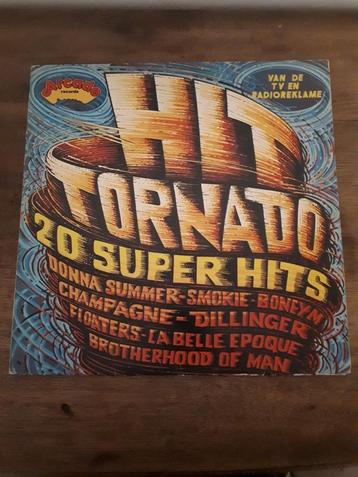 Arcade
records
VAN DE
TV EN
RADIOREKLAME
HIT
TORNADO
20 SUPER HITS
DONNA SUMMER-SMOKIE-BONEYM
CHAMPAGNE-DILLINGER
FLOATERS-LA BELLE EPOQUE
BROTHERHOOD OF MAN